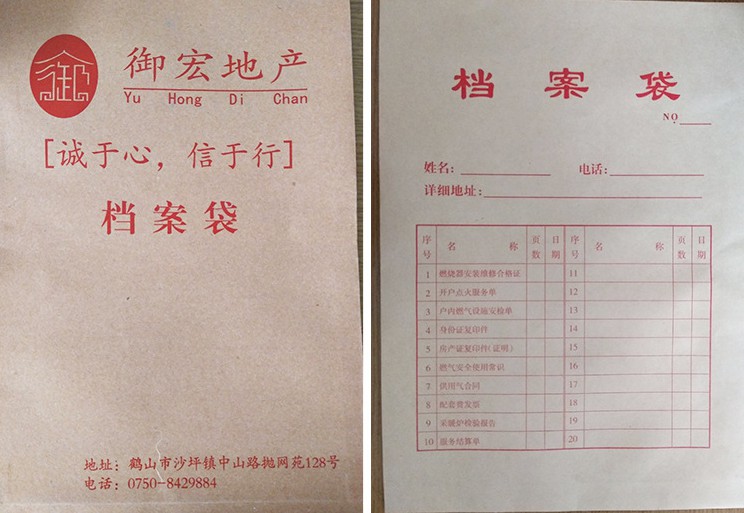 御宏地产
Yu Hong Di Chan
[诚于心，信于行]
档案袋
地址：鹤山市沙坪镇中山路抛网苑128号
电话：0750-8429884
档 案 袋
NO
姓名： 电话：
详细地址：
序号 名 称 页数 日期 序号 名 称 页数 日期
1 燃烧器安装维修合格证 11
2 开户点火服务单 12
3 户内燃气设施安检单 13
4 身份证复印件 14
5 房产证复印件（证明） 15
6 燃气安全使用常识 16
7 供用气合同 17
8 配套费发票 18
9 采暖炉检验报告 19
10 服务结算单 20